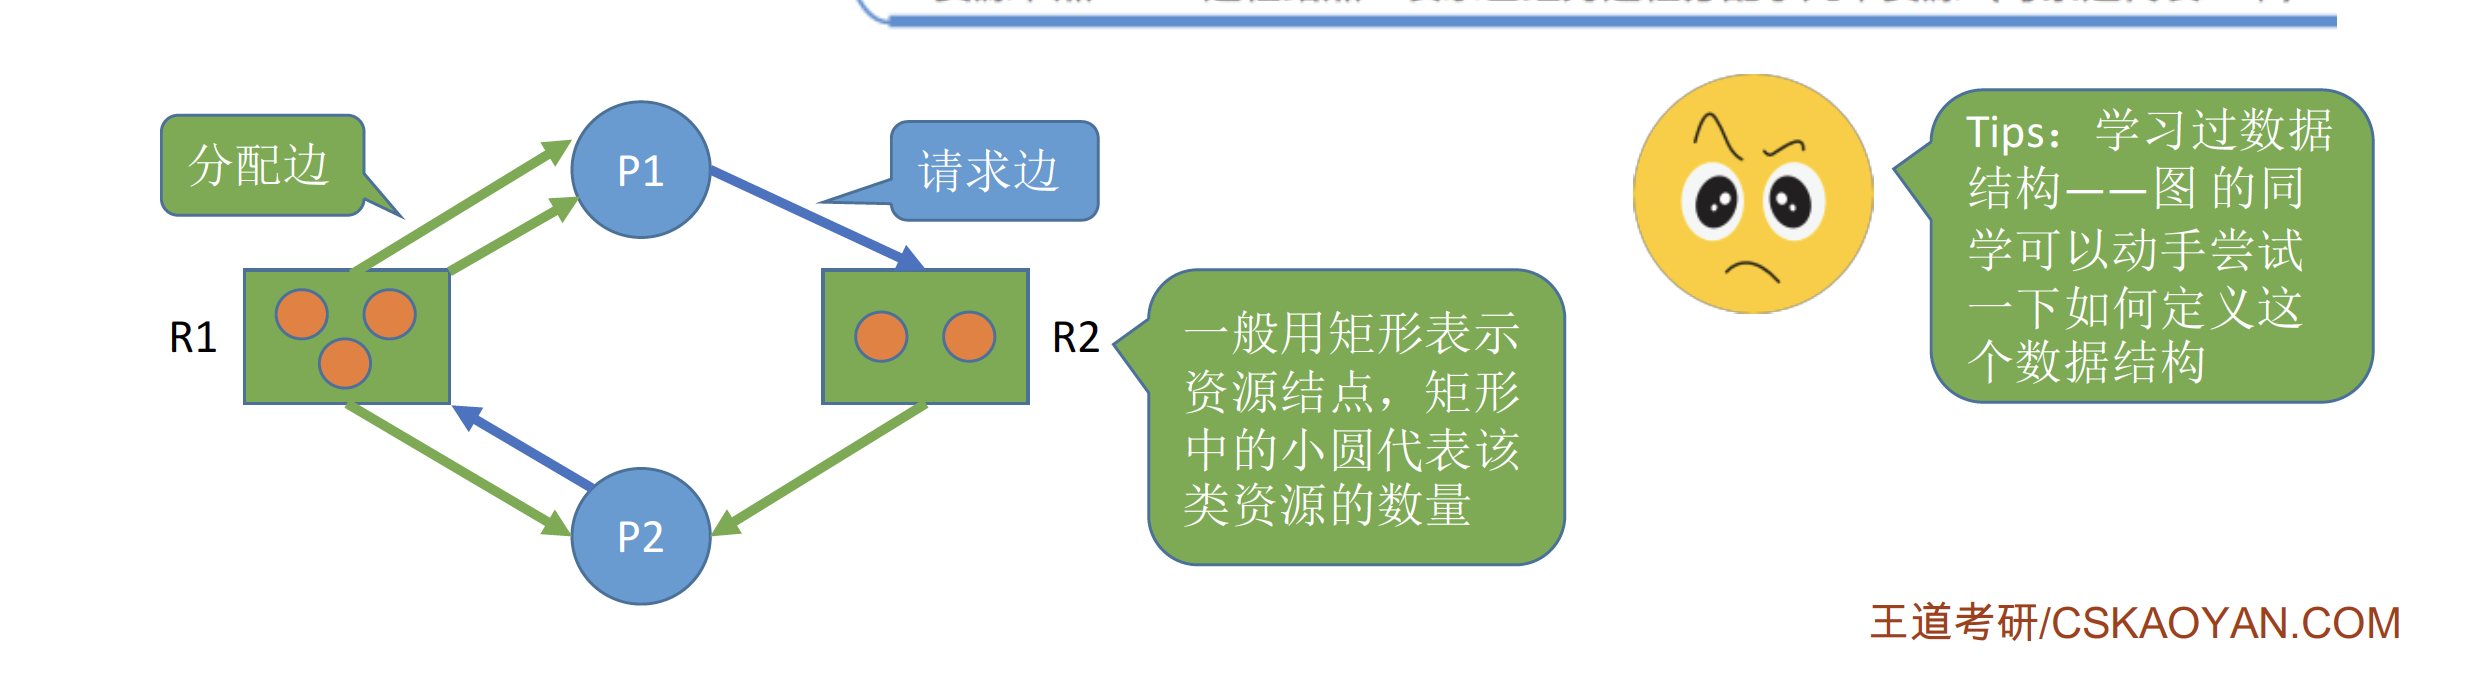 分配边
P1
请求边
R1
R2
P2
一般用矩形表示
资源结点，矩形
中的小圆代表该
类资源的数量
Tips：学习过数据
结构——图 的同
学可以动手尝试
一下如何定义这
个数据结构
王道考研/CSKAOYAN.COM